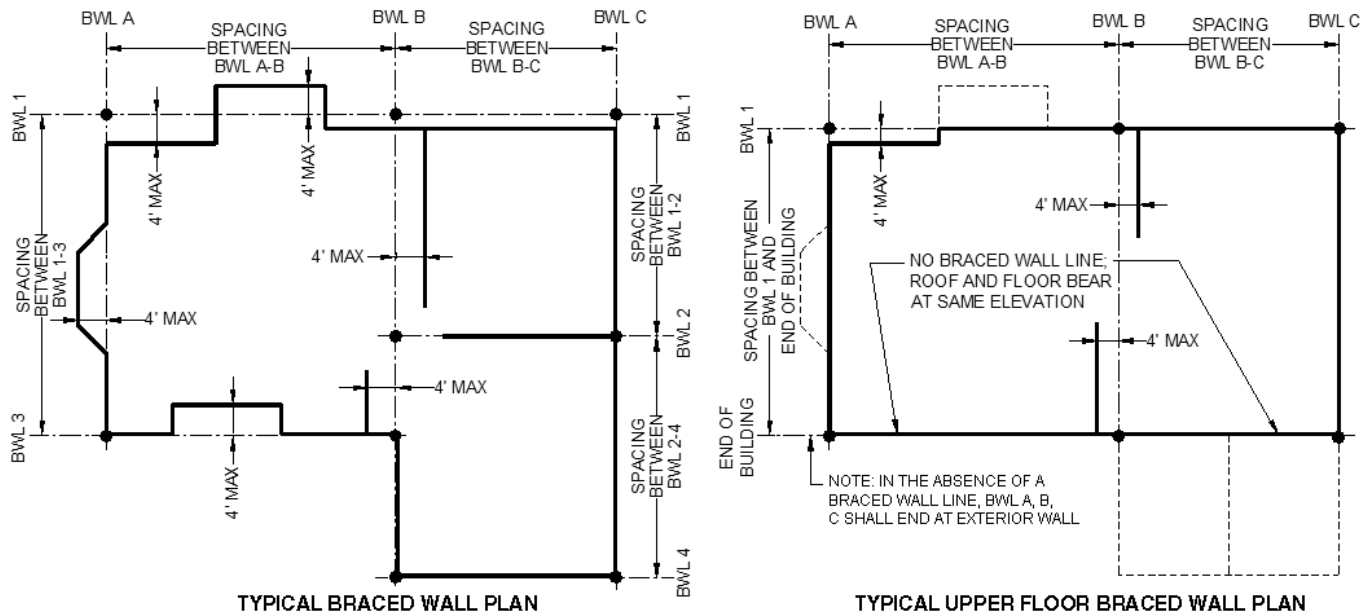 BWL A
SPACING
BETWEEN
BWL A-B
BWL B
SPACING
BETWEEN
BWL B-C
BWL C
BWL 1
BWL 1
4' MAX
4' MAX
SPACING
BETWEEN
BWL 1-3
SPACING
BETWEEN
BWL 1-2
4' MAX
4' MAX
BWL 2
4' MAX
BWL 3
4' MAX
SPACING
BETWEEN
BWL 2-4
BWL 4
TYPICAL BRACED WALL PLAN
BWL A
SPACING
BETWEEN
BWL A-B
BWL B
SPACING
BETWEEN
BWL B-C
BWL C
BWL 1
4' MAX
4' MAX
SPACING BETWEEN
BWL 1 AND
END OF BUILDING
NO BRACED WALL LINE;
ROOF AND FLOOR BEAR
AT SAME ELEVATION
4' MAX
END OF
BUILDING
NOTE: IN THE ABSENCE OF A
BRACED WALL LINE, BWL A, B,
C SHALL END AT EXTERIOR WALL
TYPICAL UPPER FLOOR BRACED WALL PLAN